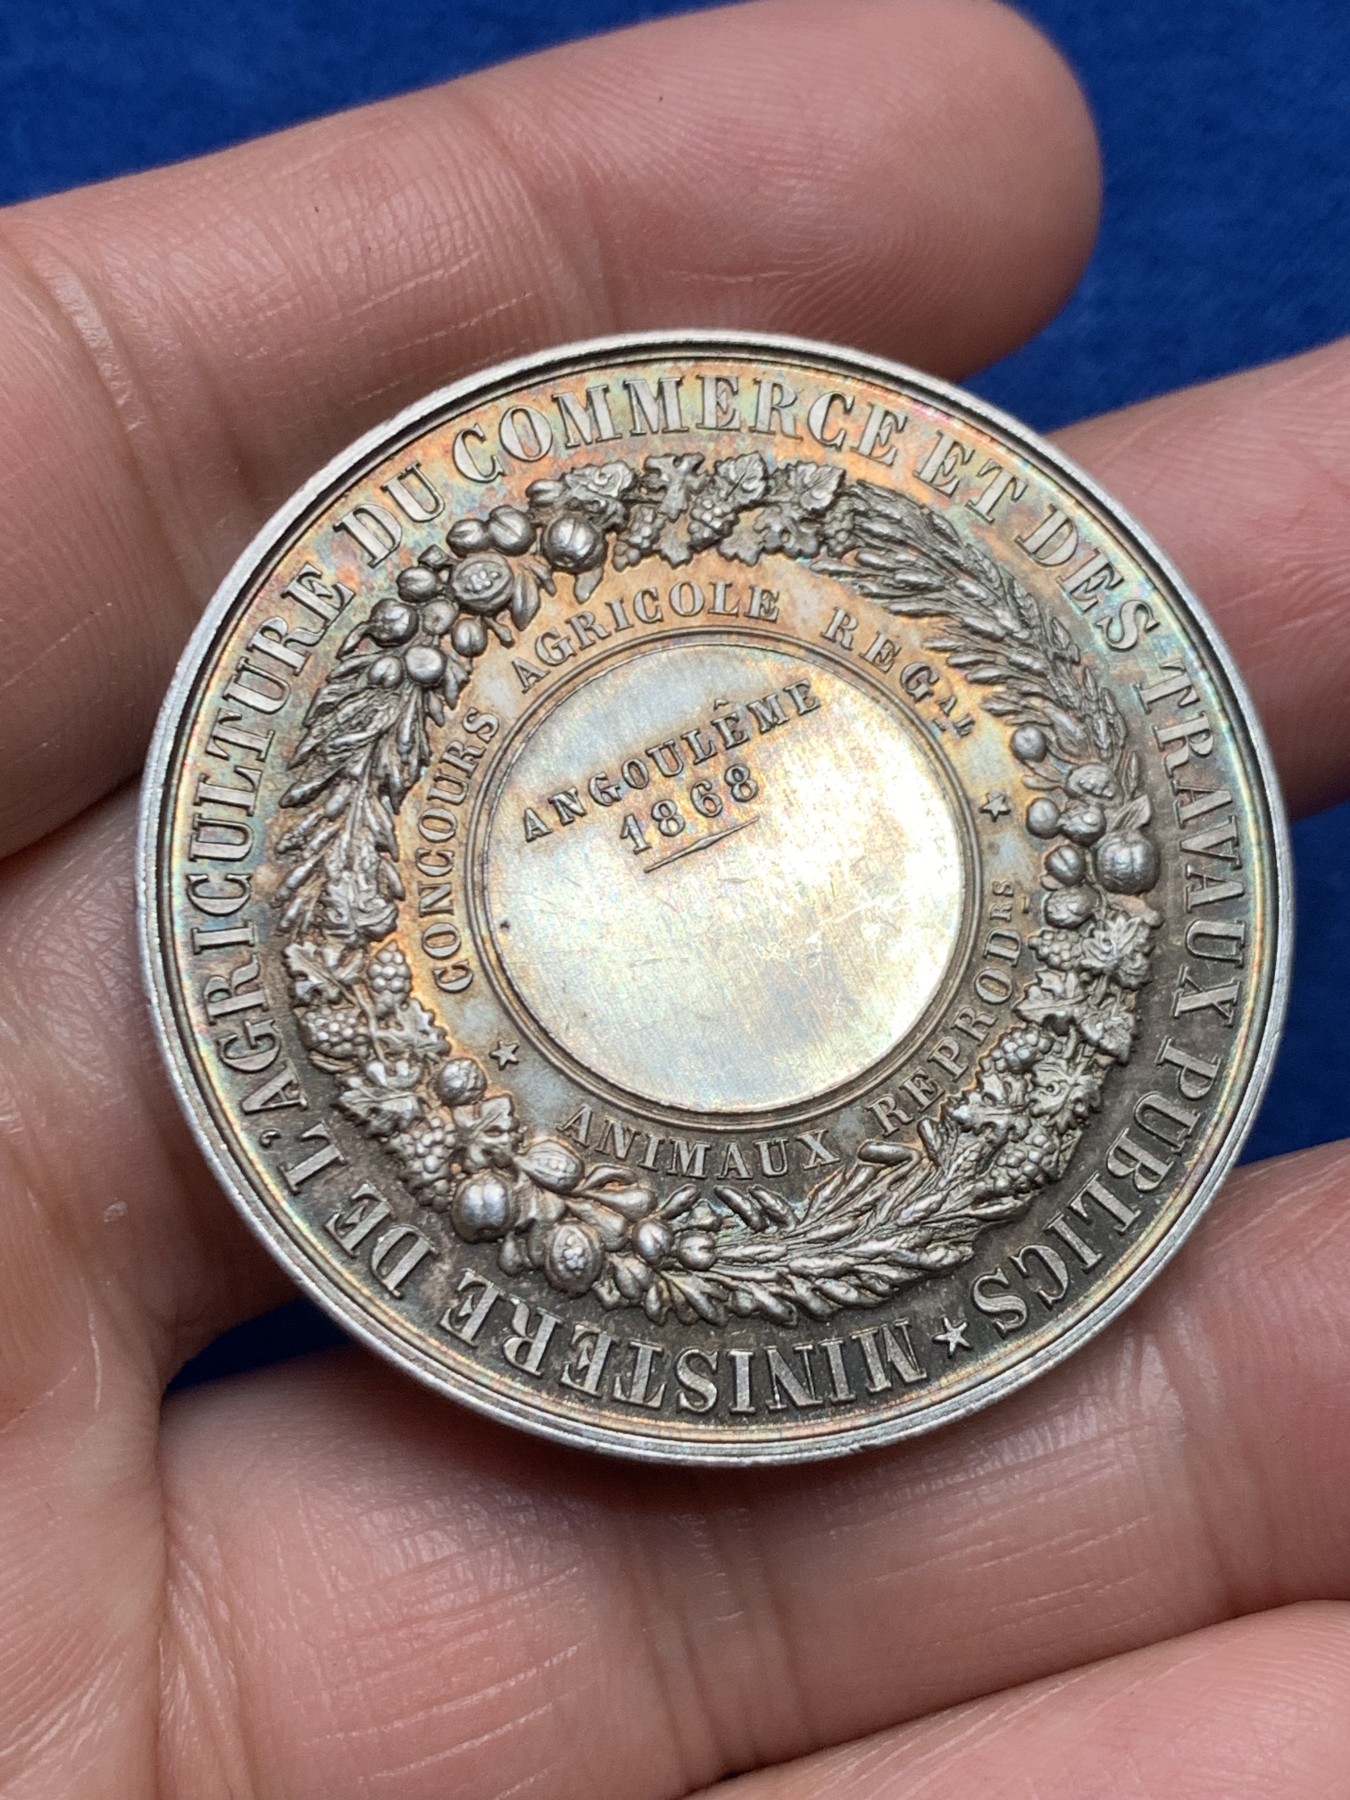 MINISTERE DE L'AGRICULTURE DU COMMERCE ET DES TRAVAUX PUBLICS ★
CONCOURS AGRICOLE REGAL ★
ANIMAUX REPRODRS ★
ANGOULÊME
1868